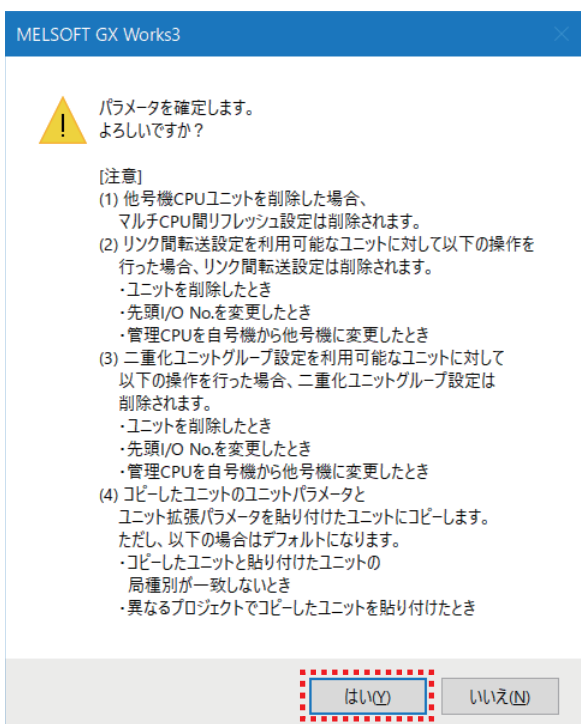 MELSOFT GX Works3
パラメータを確定します。
よろしいですか？
[注意]
(1) 他号機CPUユニットを削除した場合、
マルチCPU間リフレッシュ設定は削除されます。
(2) リンク間転送設定を利用可能なユニットに対して以下の操作を
行った場合、リンク間転送設定は削除されます。
・ユニットを削除したとき
・先頭I/O No.を変更したとき
・管理CPUを自号機から他号機に変更したとき
(3) 二重化ユニットグループ設定を利用可能なユニットに対して
以下の操作を行った場合、二重化ユニットグループ設定は
削除されます。
・ユニットを削除したとき
・先頭I/O No.を変更したとき
・管理CPUを自号機から他号機に変更したとき
(4) コピーしたユニットのユニットパラメータと
ユニット拡張パラメータを貼り付けたユニットにコピーします。
ただし、以下の場合はデフォルトになります。
・コピーしたユニットと貼り付けたユニットの
局種別が一致しないとき
・異なるプロジェクトでコピーしたユニットを貼り付けたとき
はい(Y) いいえ(N)